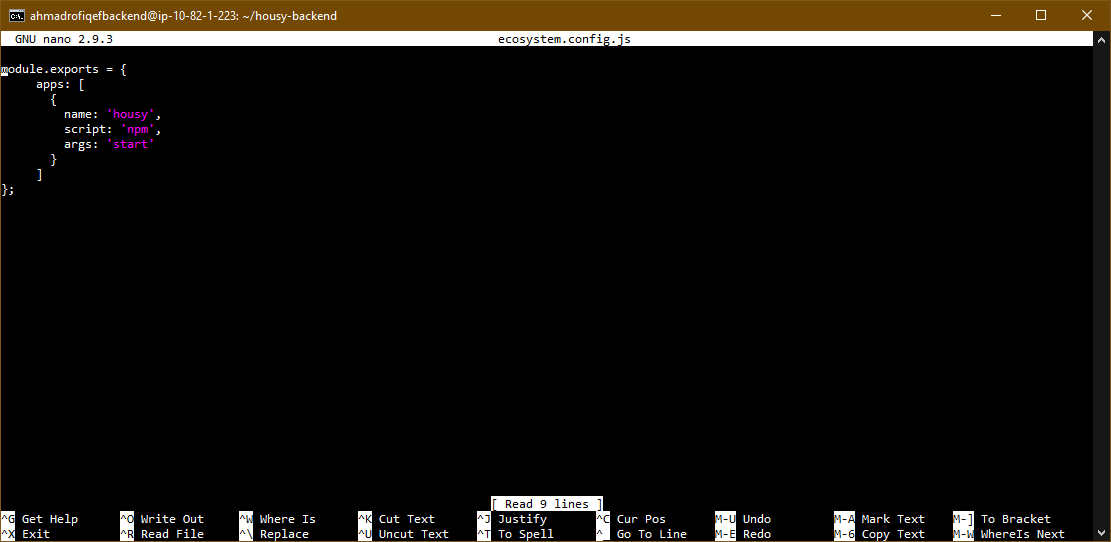 ahmadrofiqefbackend@ip-10-82-1-223: ~/housy-backend
GNU nano 2.9.3 ecosystem.config.js
module.exports = {
     apps: [
       {
         name: 'housy',
         script: 'npm',
         args: 'start'
       }
     ]
};
[ Read 9 lines ]
^G Get Help ^O Write Out ^W Where Is ^K Cut Text ^J Justify ^C Cur Pos M-U Undo M-A Mark Text M-] To Bracket
^X Exit ^R Read File ^\ Replace ^U Uncut Text ^T To Spell ^_ Go To Line M-E Redo M-6 Copy Text M-W WhereIs Next